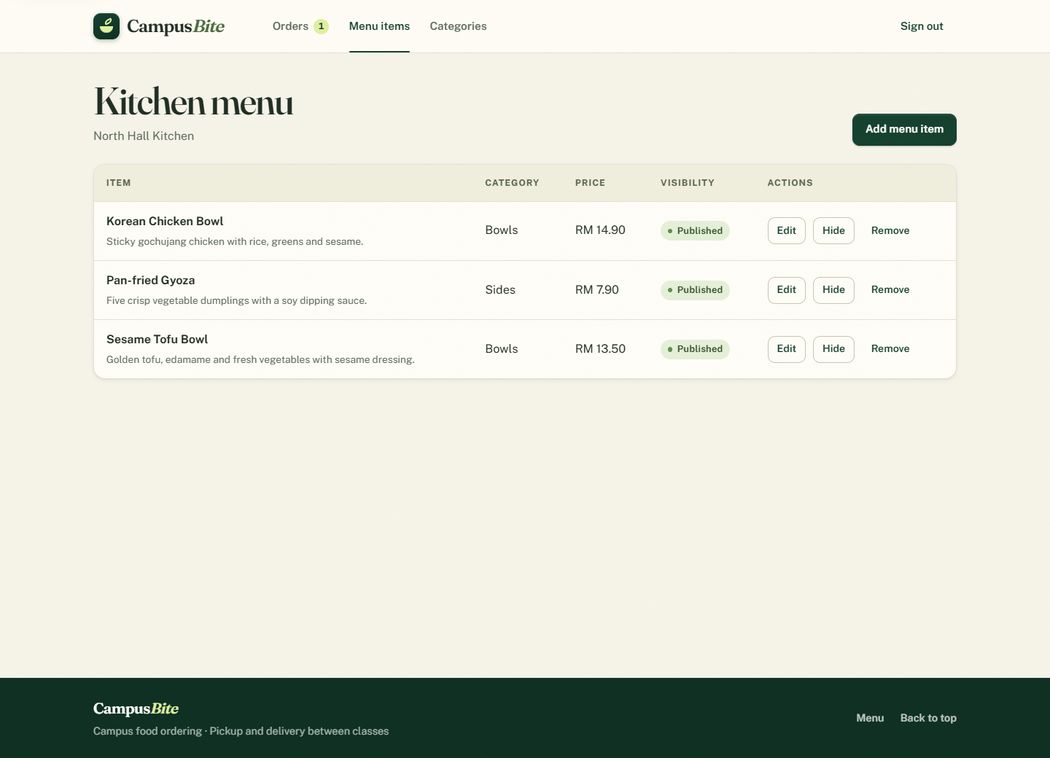 CampusBite
Orders 1 Menu items Categories
Sign out
Kitchen menu
North Hall Kitchen
Add menu item
ITEM CATEGORY PRICE VISIBILITY ACTIONS
Korean Chicken Bowl
Sticky gochujang chicken with rice, greens and sesame.
Bowls RM 14.90 Published Edit Hide Remove
Pan-fried Gyoza
Five crisp vegetable dumplings with a soy dipping sauce.
Sides RM 7.90 Published Edit Hide Remove
Sesame Tofu Bowl
Golden tofu, edamame and fresh vegetables with sesame dressing.
Bowls RM 13.50 Published Edit Hide Remove
CampusBite
Campus food ordering · Pickup and delivery between classes
Menu Back to top